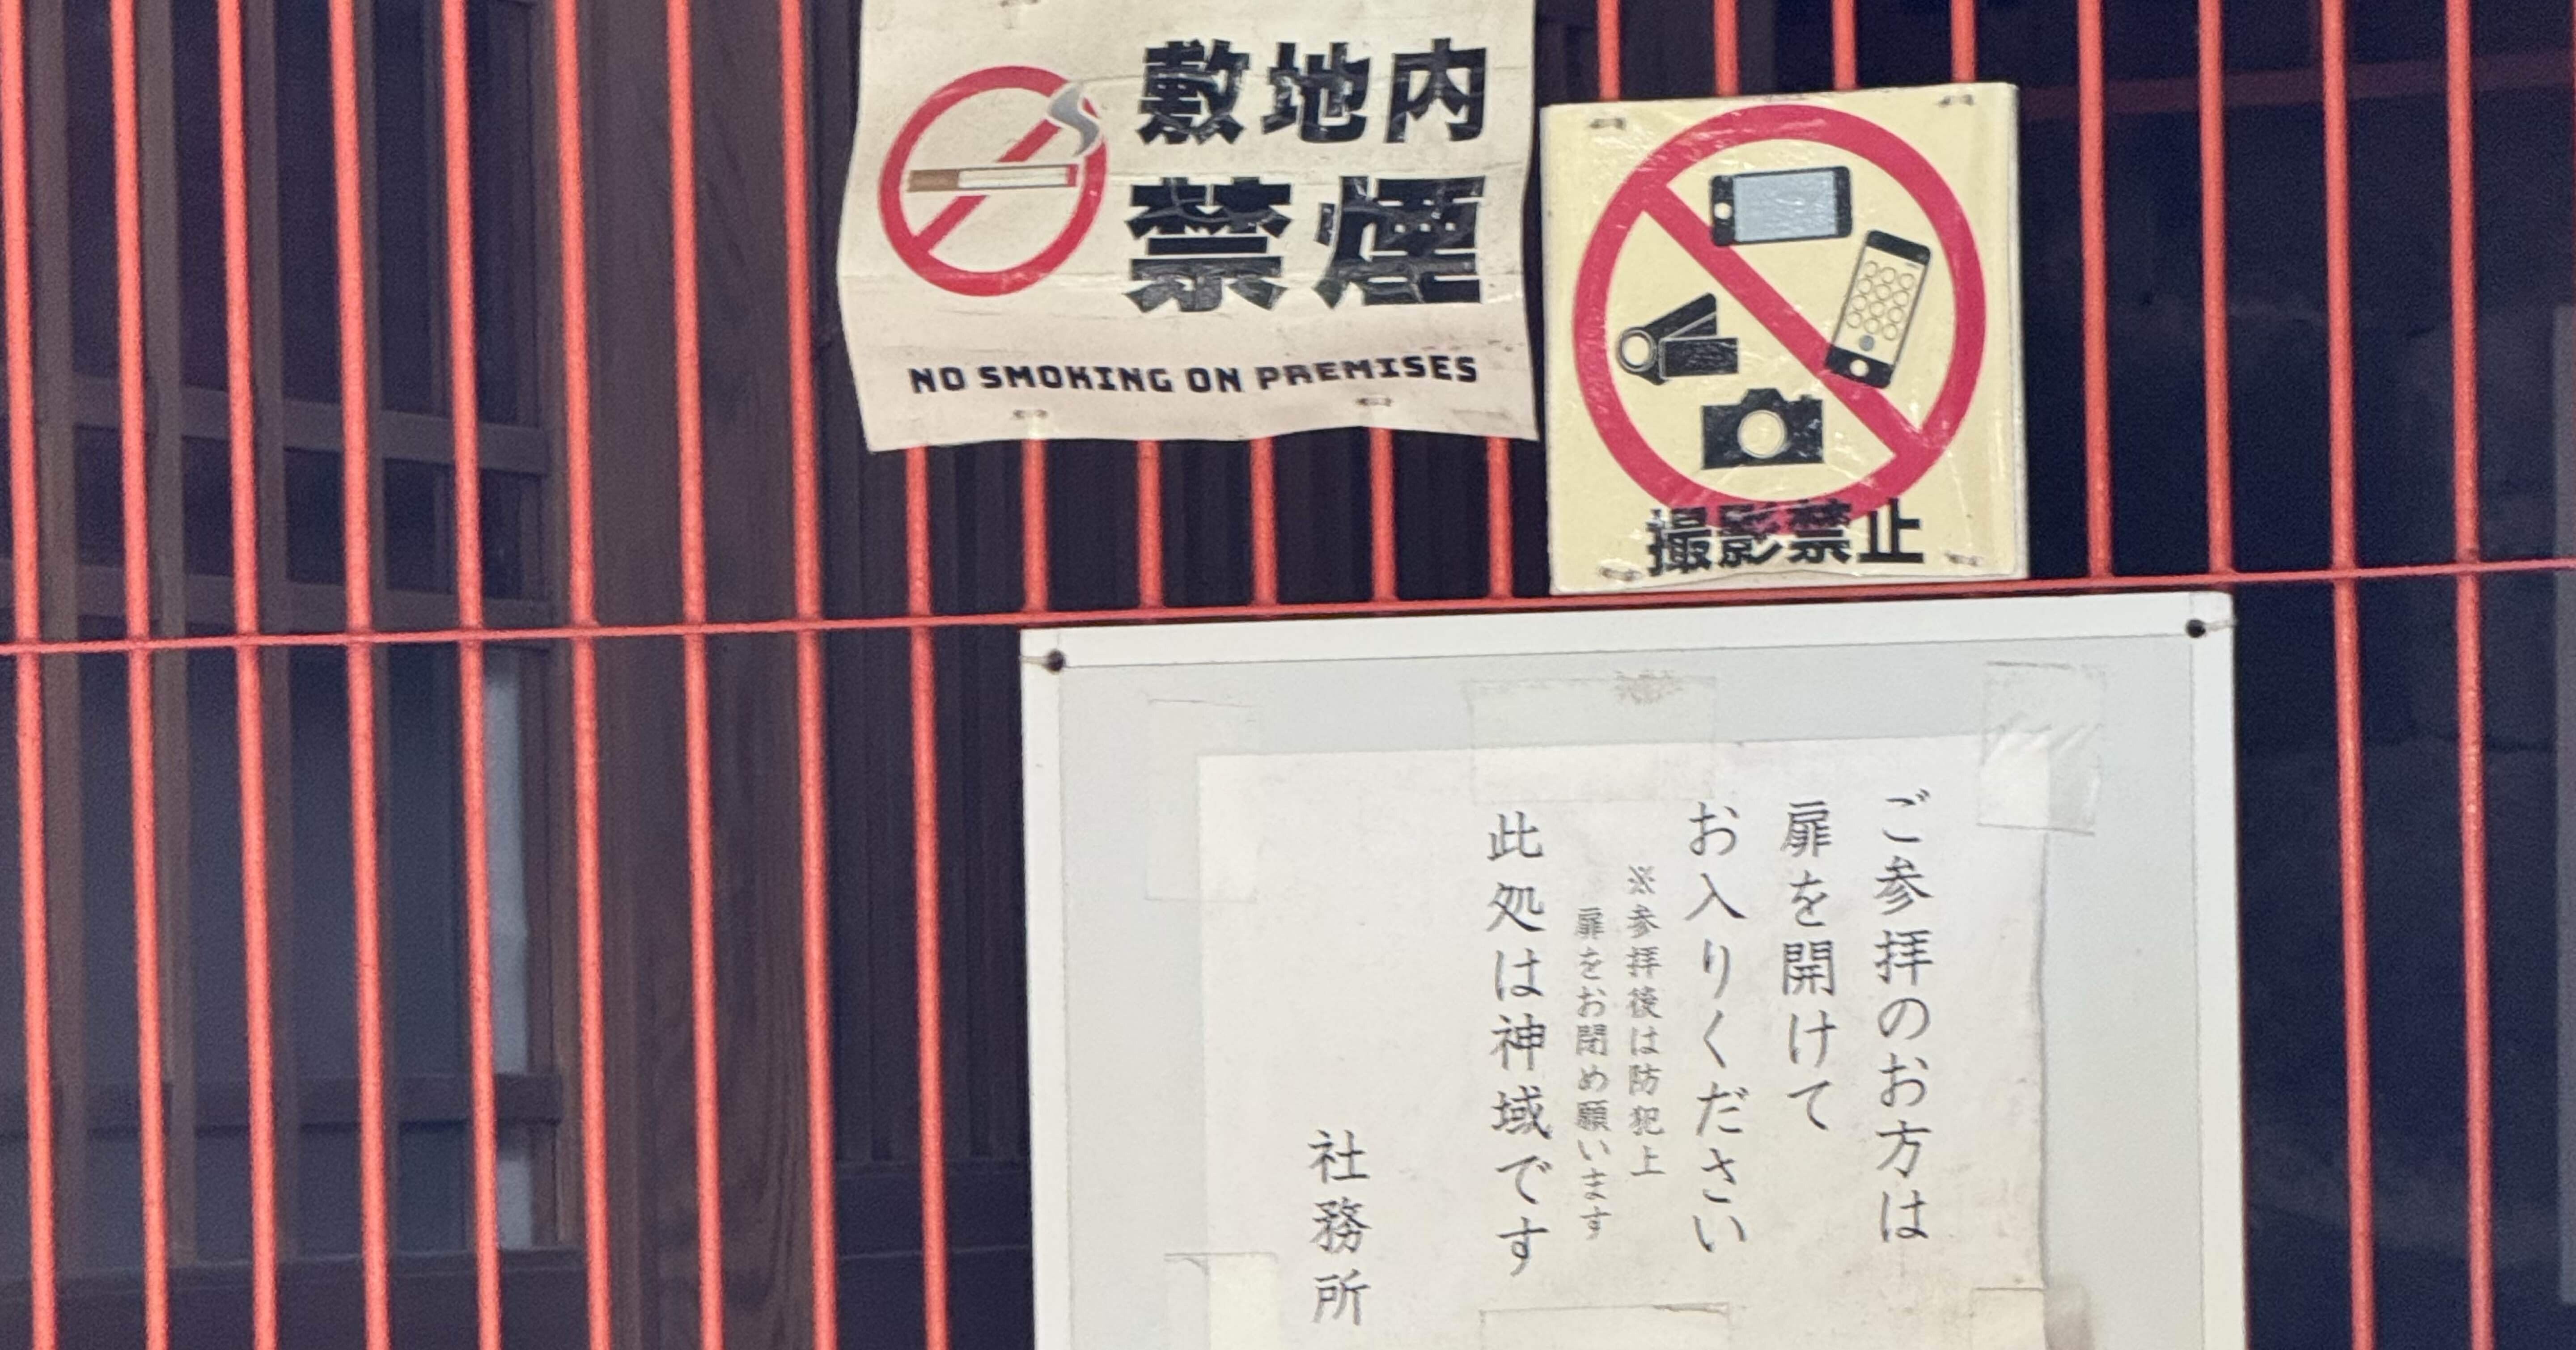 敷地内
禁煙
NO SMOKING ON PREMISES
撮影禁止
ご参拝のお方は
扉を開けて
お入りください
※参拝後は防犯上
扉をお閉め願います
此処は神域です
社務所